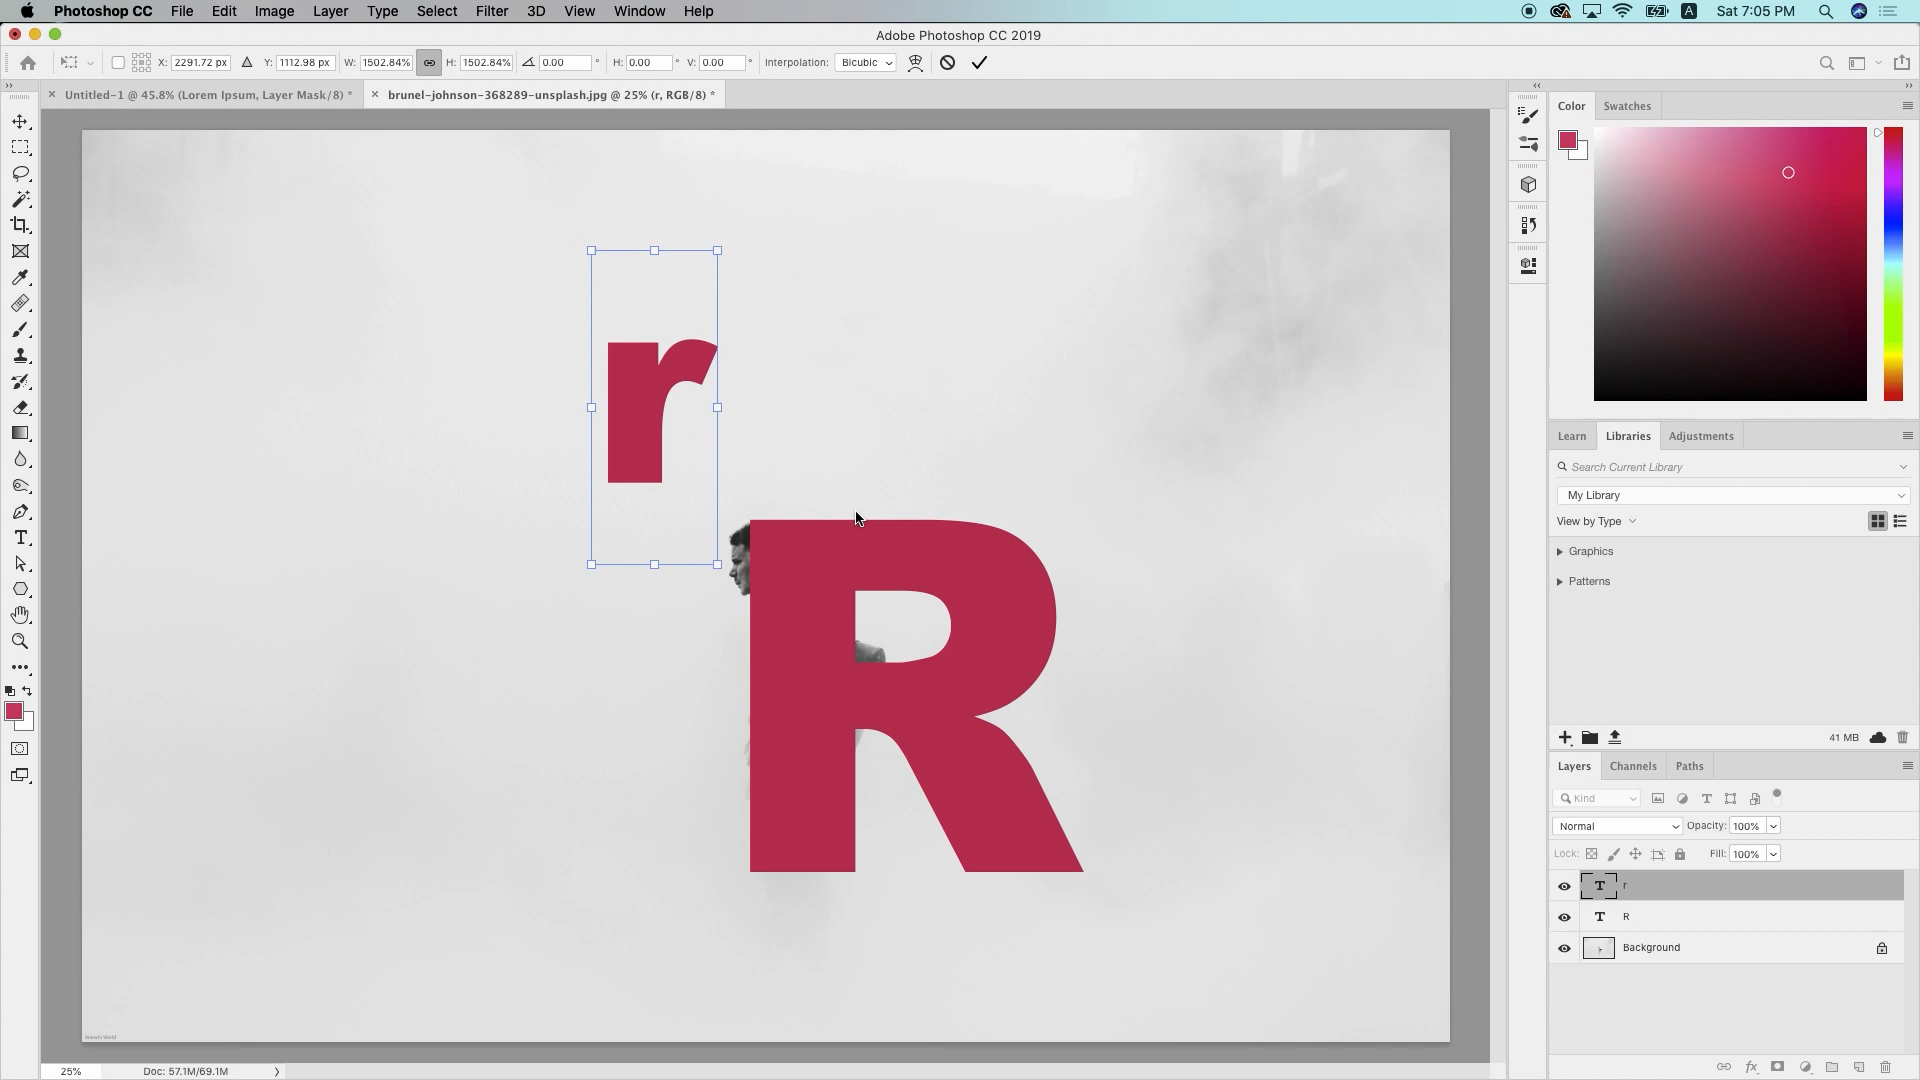 Photoshop CC File Edit Image Layer Type Select Filter 3D View Window Help A Sat 7:05 PM
Adobe Photoshop CC 2019
X: 2291.72 px Y: 1112.98 px W: 1502.84% H: 1502.84% 0.00 ° H: 0.00 ° V: 0.00 ° Interpolation: Bicubic
Untitled-1 @ 45.8% (Lorem Ipsum, Layer Mask/8) * brunel-johnson-368289-unsplash.jpg @ 25% (r, RGB/8) *
Color Swatches
r
R
Learn Libraries Adjustments
Search Current Library
My Library
View by Type
Graphics
Patterns
41 MB
Layers Channels Paths
Kind
Normal Opacity: 100%
Lock: Fill: 100%
T r
T R
Background
25% Doc: 57.1M/69.1M